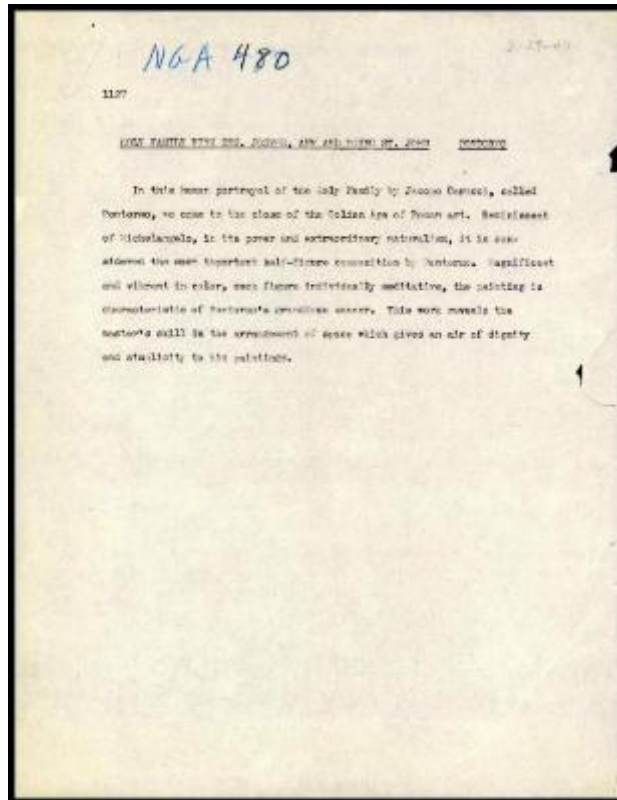 NGA 480
1127
HOLY FAMILY WITH STS. JOSEPH, AND YOUNG ST. JOHN PONTORMO
In this portrayal of the Holy Family by Jacopo Carucci, called
Pontormo, we come to the close of the Golden Age of art. Reminiscent
of Michelangelo, in its power and extraordinary naturalism, it is con-
sidered the most important half-figure composition by Pontormo. Magnificent
and vibrant in color, each figure individually meditative, the painting is
characteristic of Pontormo's grandiose manner. This work reveals the
master's skill in the arrangement of space which gives an air of dignity
and simplicity to his paintings.